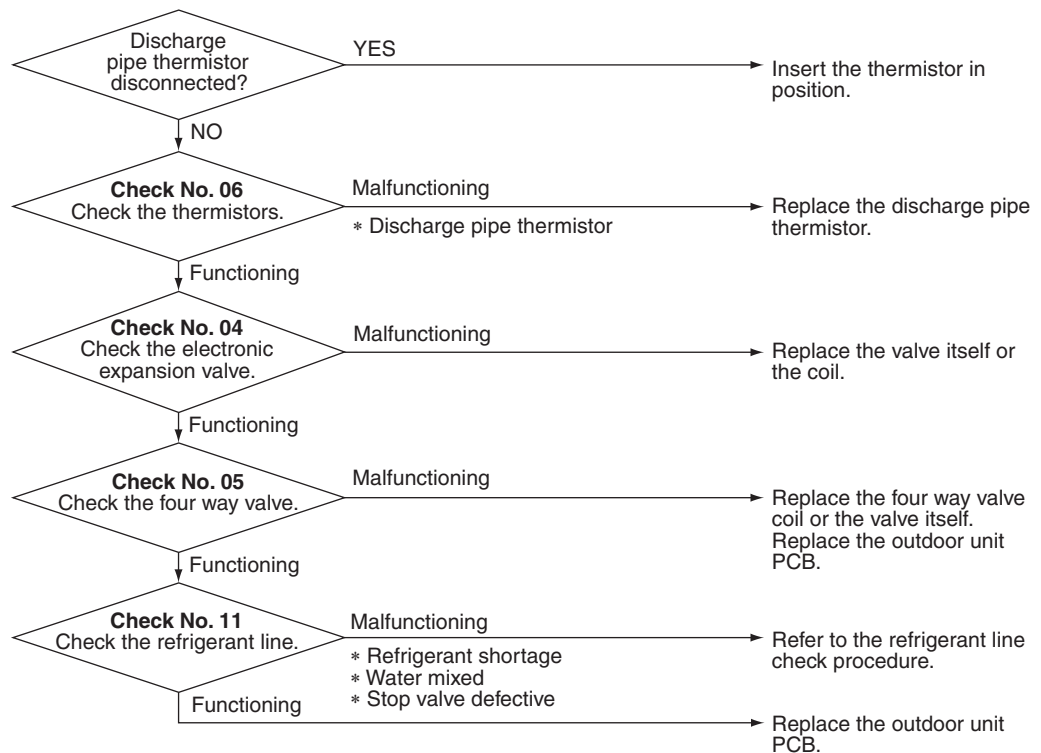 Discharge
pipe thermistor
disconnected?
YES
Insert the thermistor in
position.
NO
Check No. 06
Check the thermistors.
Malfunctioning
* Discharge pipe thermistor
Replace the discharge pipe
thermistor.
Functioning
Check No. 04
Check the electronic
expansion valve.
Malfunctioning
Replace the valve itself or
the coil.
Functioning
Check No. 05
Check the four way valve.
Malfunctioning
Replace the four way valve
coil or the valve itself.
Replace the outdoor unit
PCB.
Functioning
Check No. 11
Check the refrigerant line.
Malfunctioning
* Refrigerant shortage
* Water mixed
* Stop valve defective
Refer to the refrigerant line
check procedure.
Functioning
Replace the outdoor unit
PCB.